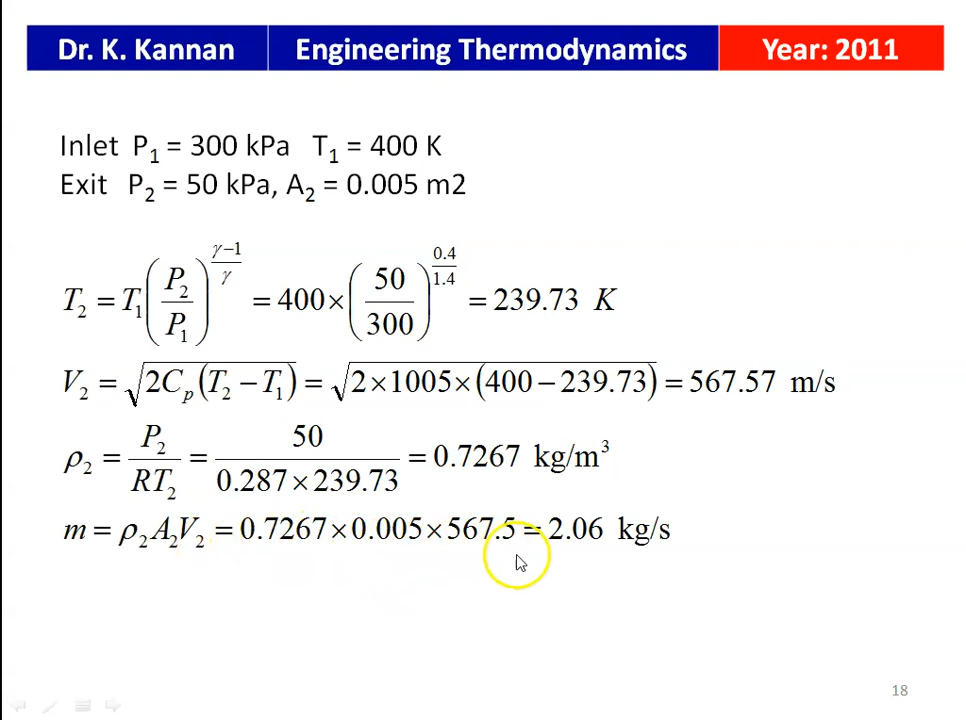 Dr. K. Kannan Engineering Thermodynamics Year: 2011
Inlet P₁ = 300 kPa T₁ = 400 K
Exit P₂ = 50 kPa, A₂ = 0.005 m2
T₂ = T₁(P₂/P₁)^((γ−1)/γ) = 400×(50/300)^(0.4/1.4) = 239.73 K
V₂ = √(2Cₚ(T₂−T₁)) = √(2×1005×(400−239.73)) = 567.57 m/s
ρ₂ = P₂/RT₂ = 50/(0.287×239.73) = 0.7267 kg/m³
m = ρ₂A₂V₂ = 0.7267×0.005×567.5 = 2.06 kg/s
18